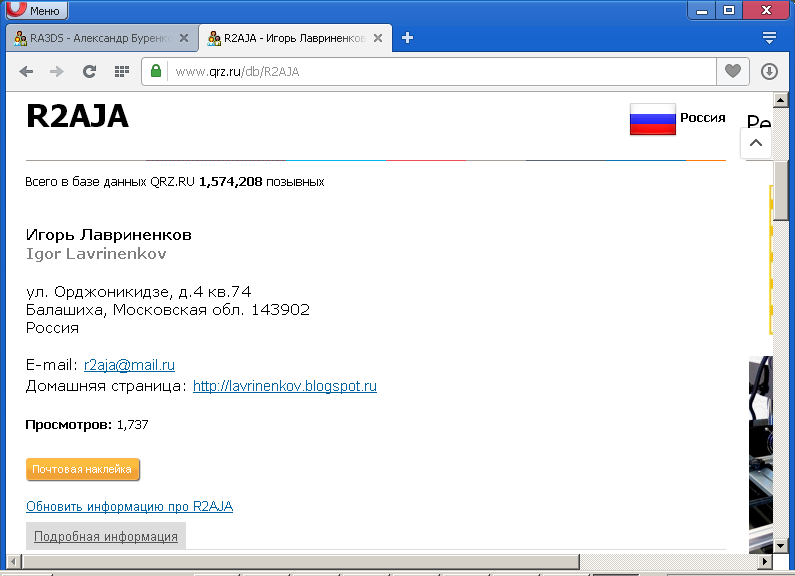 Меню
RA3DS - Александр Буренко
R2AJA - Игорь Лавриненков
www.qrz.ru/db/R2AJA
R2AJA
Россия
Ре
Всего в базе данных QRZ.RU 1,574,208 позывных
Игорь Лавриненков
Igor Lavrinenkov
ул. Орджоникидзе, д.4 кв.74
Балашиха, Московская обл. 143902
Россия
E-mail: r2aja@mail.ru
Домашняя страница: http://lavrinenkov.blogspot.ru
Просмотров: 1,737
Почтовая наклейка
Обновить информацию про R2AJA
Подробная информация